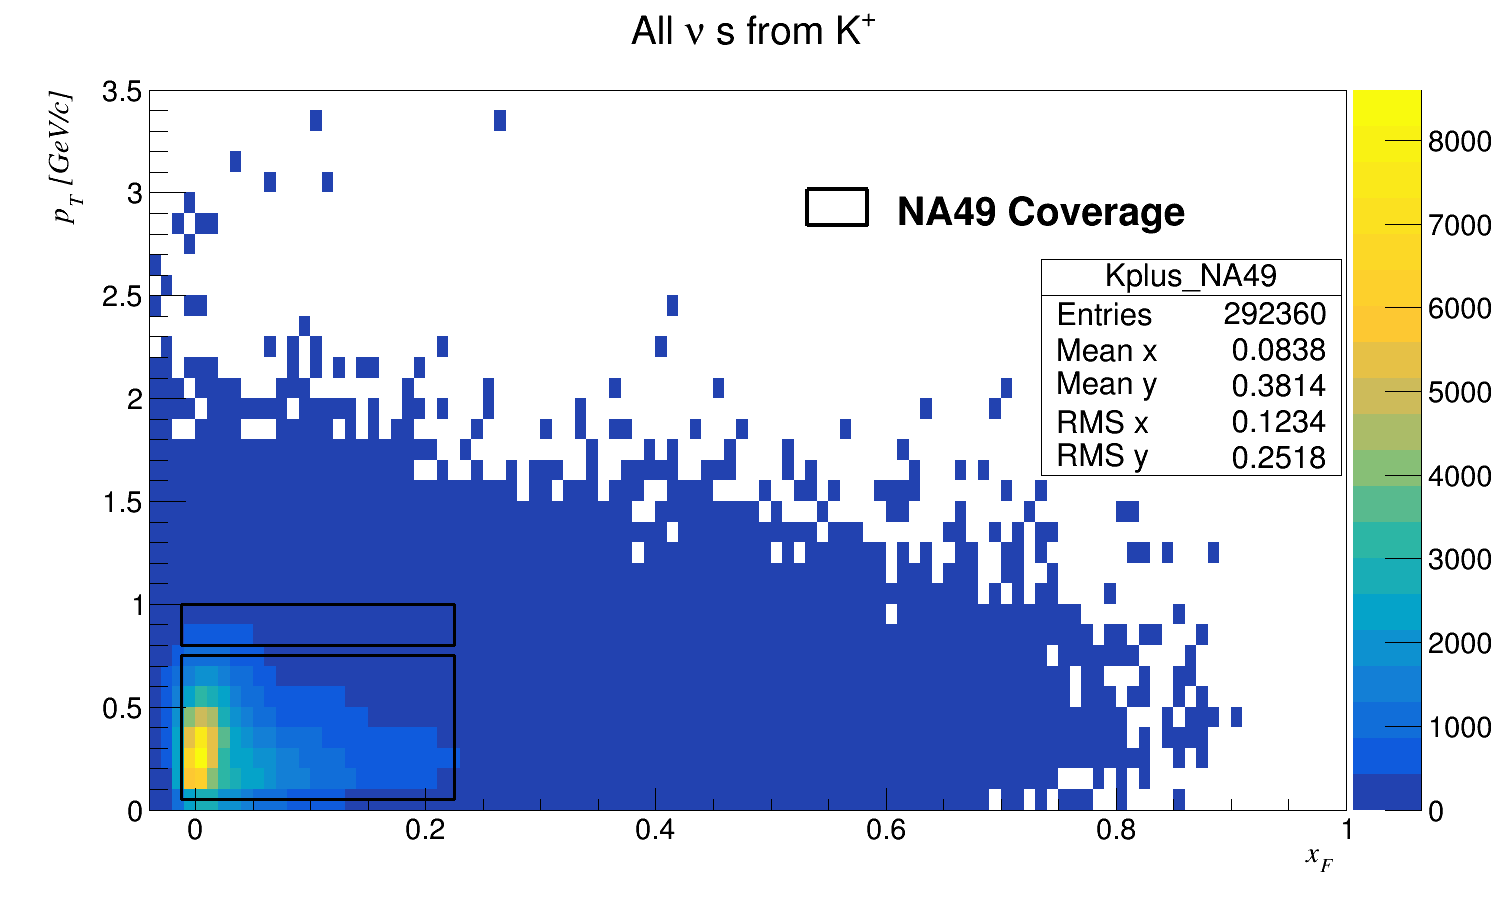 All ν s from K⁺
p_T [GeV/c]
3.5
3
2.5
2
1.5
1
0.5
0
NA49 Coverage
Kplus_NA49
Entries 292360
Mean x 0.0838
Mean y 0.3814
RMS x 0.1234
RMS y 0.2518
8000
7000
6000
5000
4000
3000
2000
1000
0
0 0.2 0.4 0.6 0.8 1
x_F